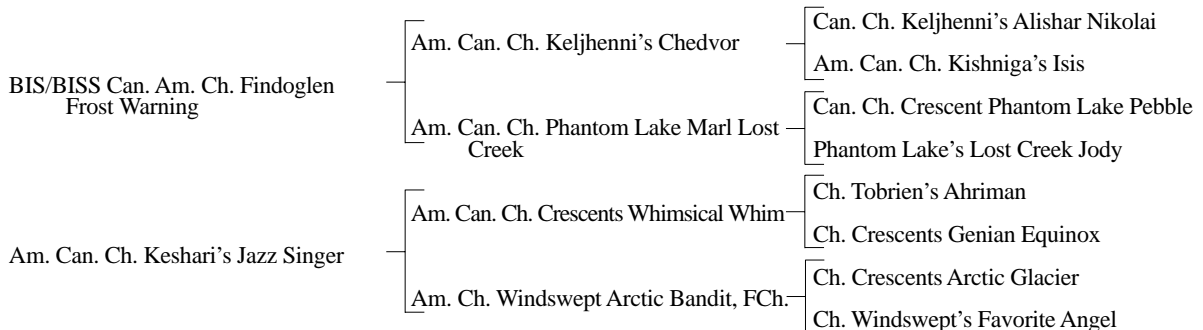 Can. Ch. Keljhenni’s Alishar Nikolai
Am. Can. Ch. Keljhenni’s Chedvor
Am. Can. Ch. Kishniga’s Isis
BIS/BISS Can. Am. Ch. Findoglen
Frost Warning
Can. Ch. Crescent Phantom Lake Pebble
Am. Can. Ch. Phantom Lake Marl Lost
Creek
Phantom Lake’s Lost Creek Jody
Ch. Tobrien’s Ahriman
Am. Can. Ch. Crescents Whimsical Whim
Ch. Crescents Genian Equinox
Am. Can. Ch. Keshari’s Jazz Singer
Ch. Crescents Arctic Glacier
Am. Ch. Windswept Arctic Bandit, FCh.
Ch. Windswept’s Favorite Angel